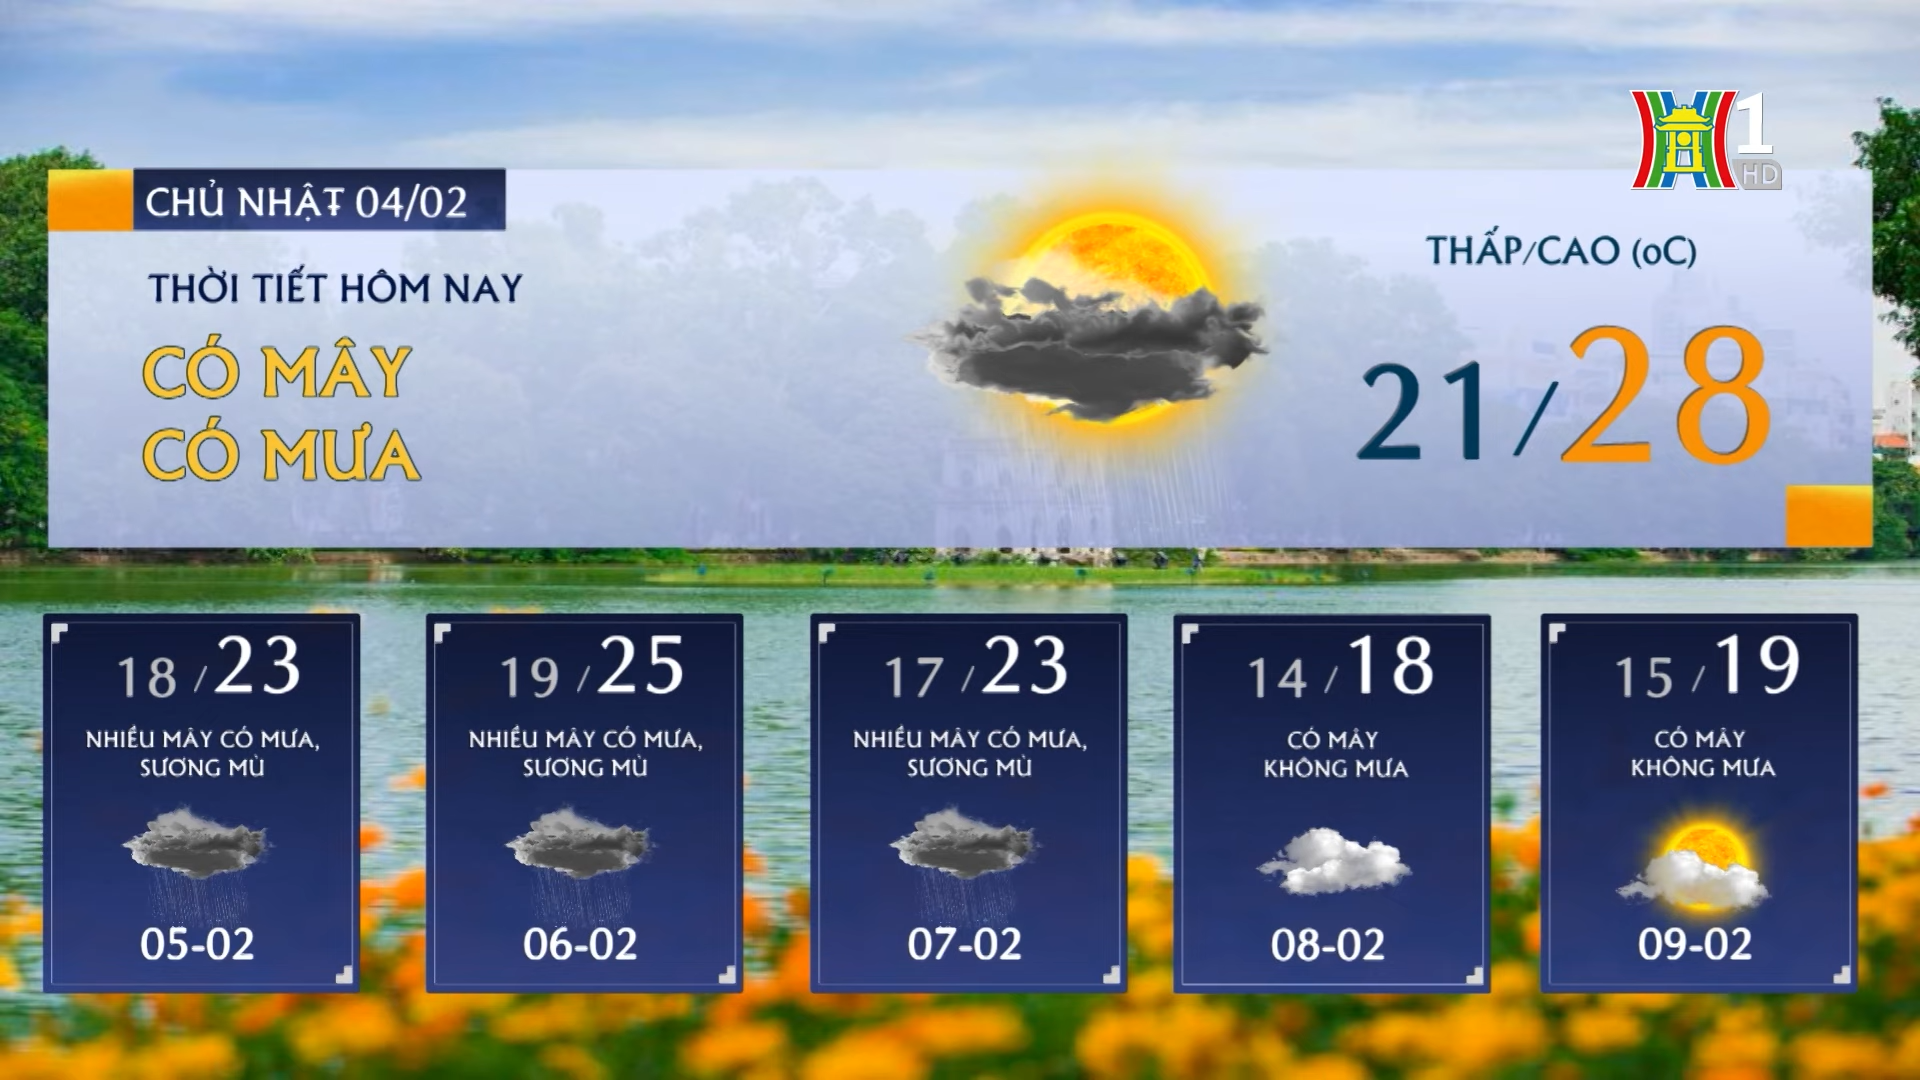 1
HD
CHỦ NHẬT 04/02
THỜI TIẾT HÔM NAY
CÓ MÂY
CÓ MƯA
THẤP/CAO (oC)
21/28
18/23
NHIỀU MÂY CÓ MƯA,
SƯƠNG MÙ
05-02
19/25
NHIỀU MÂY CÓ MƯA,
SƯƠNG MÙ
06-02
17/23
NHIỀU MÂY CÓ MƯA,
SƯƠNG MÙ
07-02
14/18
CÓ MÂY
KHÔNG MƯA
08-02
15/19
CÓ MÂY
KHÔNG MƯA
09-02